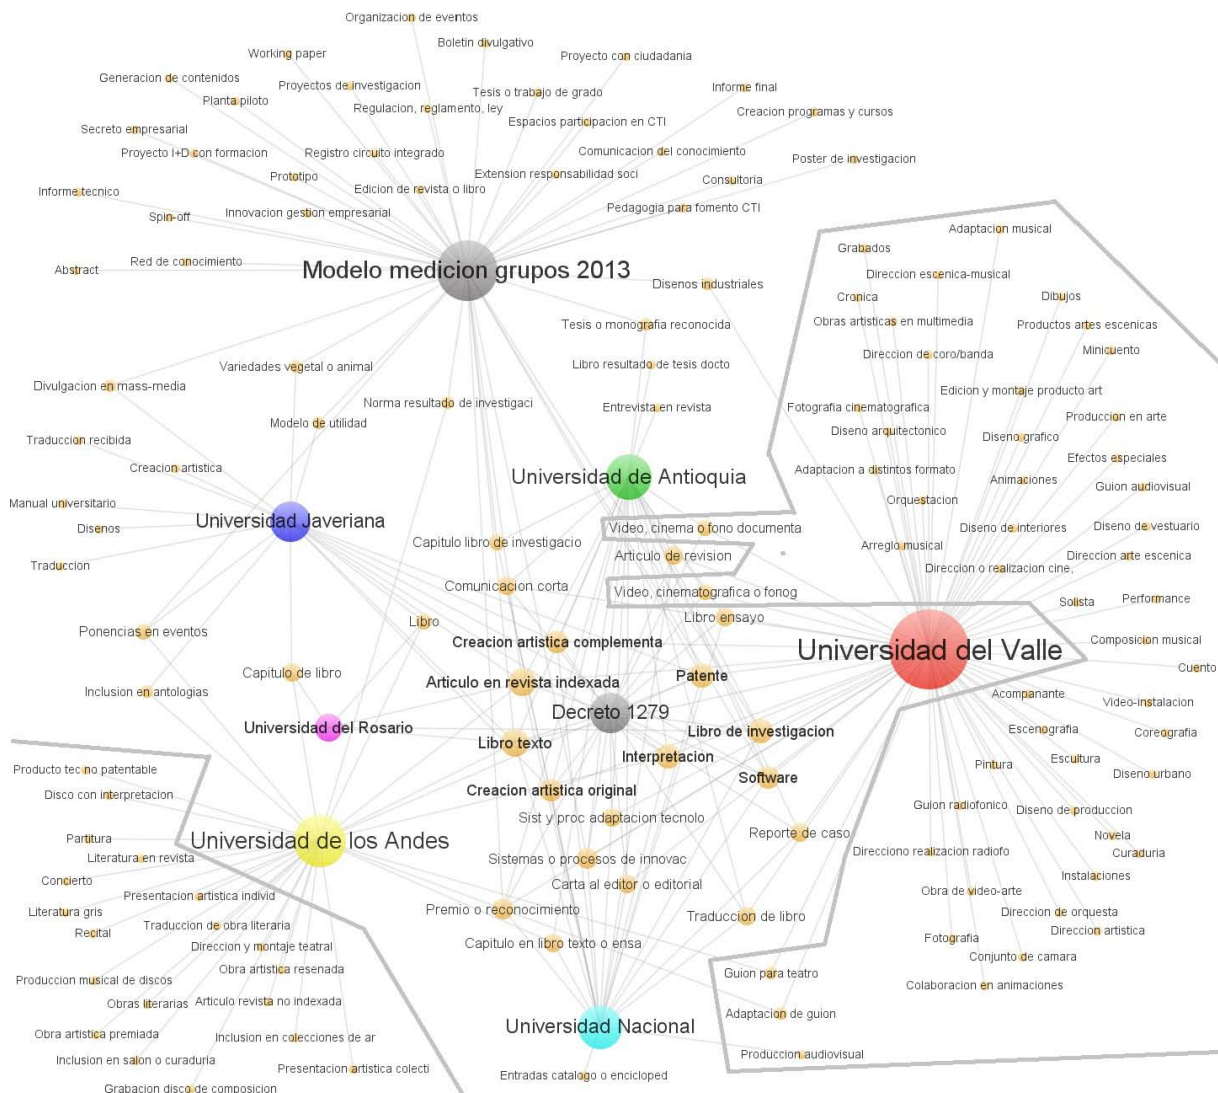 Organizacion de eventos
Boletin divulgativo
Working paper
Proyecto con ciudadania
Generacion de contenidos
Proyectos de investigacion
Tesis o trabajo de grado
Informe final
Planta piloto
Regulacion, reglamento, ley
Creacion programas y cursos
Secreto empresarial
Espacios participacion en CTI
Proyecto I+D con formacion
Registro circuito integrado
Comunicacion del conocimiento
Poster de investigacion
Prototipo
Extension responsabilidad soci
Consultoria
Informe tecnico
Edicion de revista o libro
Spin-off
Innovacion gestion empresarial
Pedagogia para fomento CTI
Adaptacion musical
Grabados
Abstract
Red de conocimiento
Modelo medicion grupos 2013
Direccion escenica-musical
Disenos industriales
Cronica
Dibujos
Tesis o monografia reconocida
Obras artisticas en multimedia
Productos artes escenicas
Variedades vegetal o animal
Libro resultado de tesis docto
Direccion de coro/banda
Minicuento
Divulgacion en mass-media
Norma resultado de investigaci
Edicion y montaje producto art
Entrevista en revista
Fotografia cinematografica
Modelo de utilidad
Produccion en arte
Traduccion recibida
Diseno arquitectonico
Diseno grafico
Creacion artistica
Universidad de Antioquia
Adaptacion a distintos formato
Efectos especiales
Animaciones
Guion audiovisual
Manual universitario
Orquestacion
Universidad Javeriana
Disenos
Video, cinema o fono documenta
Diseno de interiores
Diseno de vestuario
Capitulo libro de investigacio
Arreglo musical
Articulo de revision
Direccion arte escenica
Traduccion
Direccion o realizacion cine,
Comunicacion corta
Video, cinematografica o fonog
Solista
Performance
Libro
Libro ensayo
Ponencias en eventos
Creacion artistica complementa
Universidad del Valle
Composicion musical
Capitulo de libro
Articulo en revista indexada
Patente
Cuento
Inclusion en antologias
Acompanante
Video-instalacion
Decreto 1279
Universidad del Rosario
Libro de investigacion
Escenografia
Coreografia
Libro texto
Interpretacion
Producto tec no patentable
Pintura
Escultura
Software
Diseno urbano
Disco con interpretacion
Creacion artistica original
Guion radiofonico
Diseno de produccion
Sist y proc adaptacion tecnolo
Reporte de caso
Partitura
Universidad de los Andes
Novela
Literatura en revista
Sistemas o procesos de innovac
Direcciono realizacion radiofo
Curaduria
Concierto
Carta al editor o editorial
Instalaciones
Presentacion artistica individ
Obra de video-arte
Literatura gris
Premio o reconocimiento
Traduccion de libro
Direccion de orquesta
Recital
Traduccion de obra literaria
Direccion artistica
Direccion y montaje teatral
Capitulo en libro texto o ensa
Fotografia
Conjunto de camara
Obra artistica resenada
Guion para teatro
Produccion musical de discos
Colaboracion en animaciones
Obras literarias
Articulo revista no indexada
Adaptacion de guion
Universidad Nacional
Obra artistica premiada
Inclusion en colecciones de ar
Produccion audiovisual
Inclusion en salon o curaduria
Presentacion artistica colecti
Entradas catalogo o encicloped
Grabacion disco de composicion